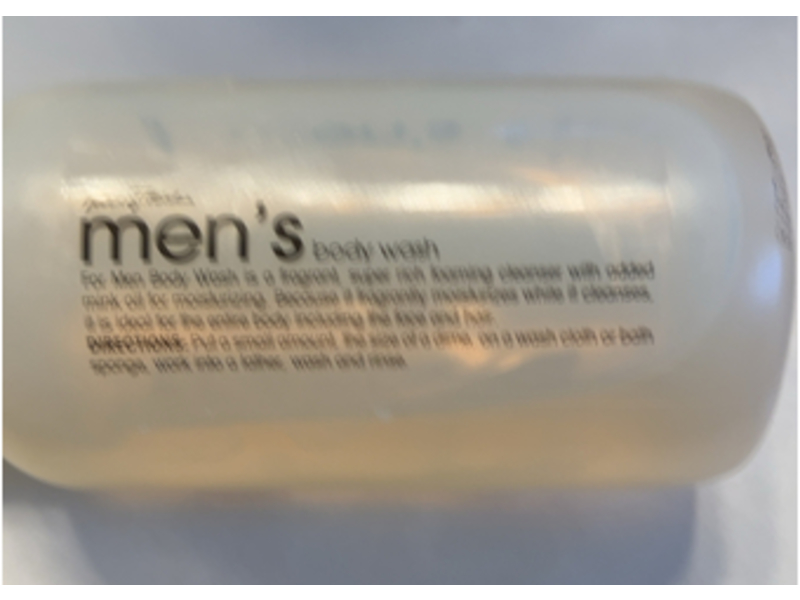 men's body wash
For Men Body Wash is a fragrant, super rich foaming cleanser with added
mink oil for moisturizing. Because it fragrantly moisturizes while it cleanses,
it is ideal for the entire body including the face and hair.
DIRECTIONS: Put a small amount, the size of a dime, on a wash cloth or bath
sponge, work into a lather, wash and rinse.